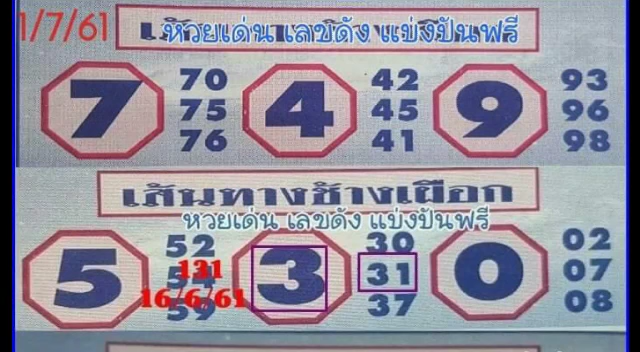 1/7/61
หวยเด่น เลขดัง แบ่งปันฟรี
7 70 4 42 9 93
75 45 96
76 41 98
เส้นทางช้างเผือก
หวยเด่น เลขดัง แบ่งปันฟรี
5 52 3 30 0 02
131 31 07
16/6/61 59 37 08